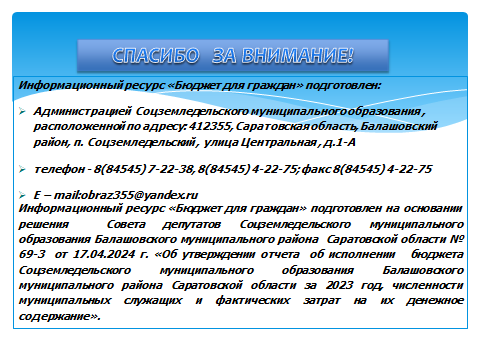 СПАСИБО ЗА ВНИМАНИЕ!
Информационный ресурс «Бюджет для граждан» подготовлен:
Администрацией Соцземледельского муниципального образования,
расположенной по адресу: 412355, Саратовская область, Балашовский
район, п. Соцземледельский, улица Центральная, д.1-А
телефон - 8(84545) 7-22-38, 8(84545) 4-22-75; факс 8(84545) 4-22-75
E – mail:obraz355@yandex.ru
Информационный ресурс «Бюджет для граждан» подготовлен на основании
решения Совета депутатов Соцземледельского муниципального
образования Балашовского муниципального района Саратовской области №
69-3 от 17.04.2024 г. «Об утверждении отчета об исполнении бюджета
Соцземледельского муниципального образования Балашовского
муниципального района Саратовской области за 2023 год, численности
муниципальных служащих и фактических затрат на их денежное
содержание».